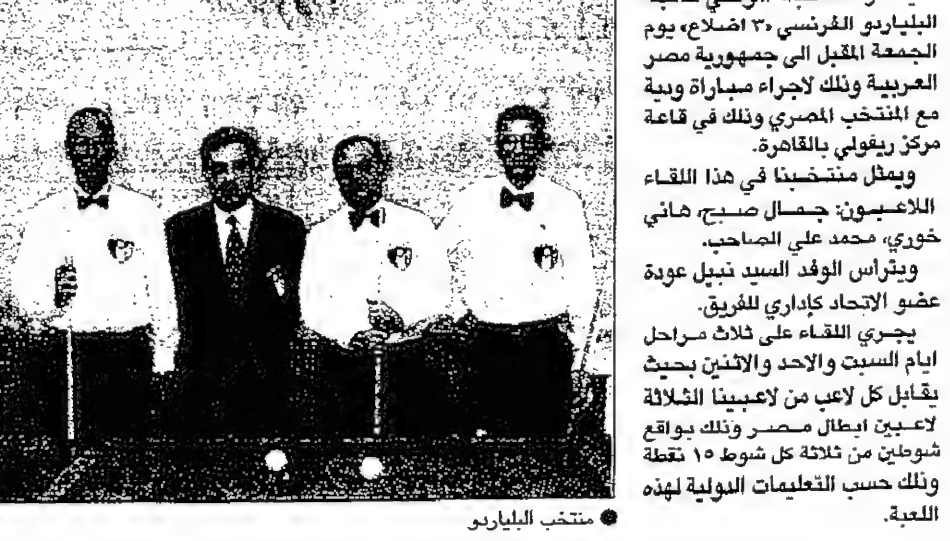 البلياردو الفرنسي «٣ اضلاع» يوم
الجمعة المقبل الى جمهورية مصر
العربية وذلك لاجراء مباراة ودية
مع المنتخب المصري وذلك في قاعة
مركز ريفولي بالقاهرة.
ويمثل منتخبنا في هذا اللقاء
اللاعبون: جمال صبح، هاني
خوري، محمد علي الصاحب.
ويترأس الوفد السيد نبيل عودة
عضو الاتحاد كإداري للفريق.
يجري اللقاء على ثلاث مراحل
ايام السبت والاحد والاثنين بحيث
يقابل كل لاعب من لاعبينا الثلاثة
لاعبين ابطال مصر وذلك بواقع
شوطين من ثلاثة كل شوط ١٥ نقطة
وذلك حسب التعليمات الدولية لهذه
اللعبة.
منتخب البلياردو